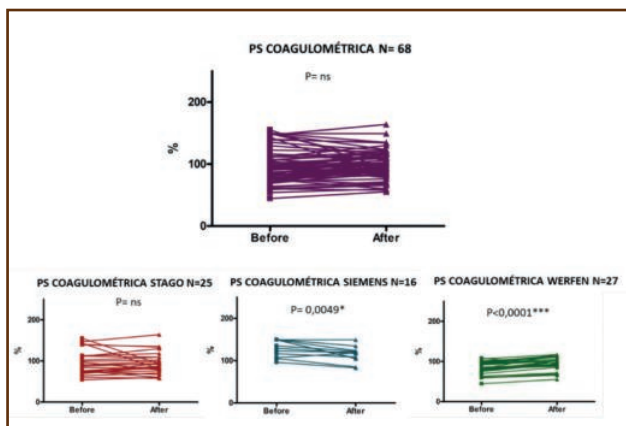 PS COAGULOMÉTRICA N= 68
P= ns
200
%
100
0
Before After
PS COAGULOMÉTRICA STAGO N=25
P= ns
200
%
100
0
Before After
PS COAGULOMÉTRICA SIEMENS N=16
P= 0,0049*
200
%
100
0
Before After
PS COAGULOMÉTRICA WERFEN N=27
P<0,0001***
200
%
100
0
Before After